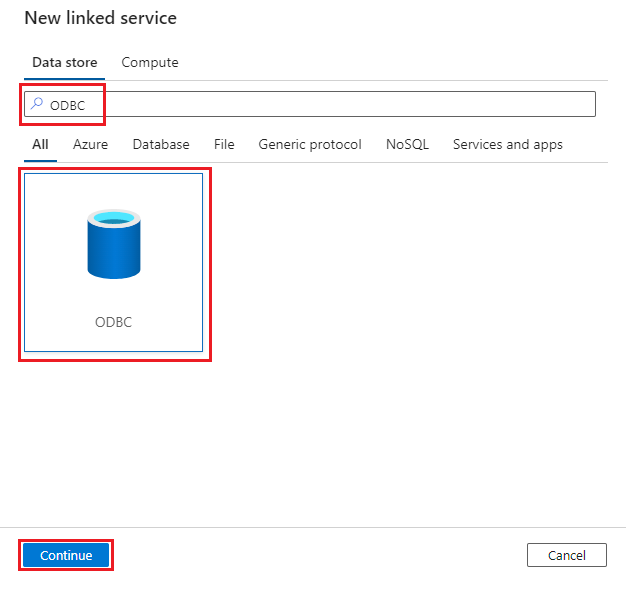 New linked service
Data store Compute
ODBC
All Azure Database File Generic protocol NoSQL Services and apps
ODBC
Continue Cancel